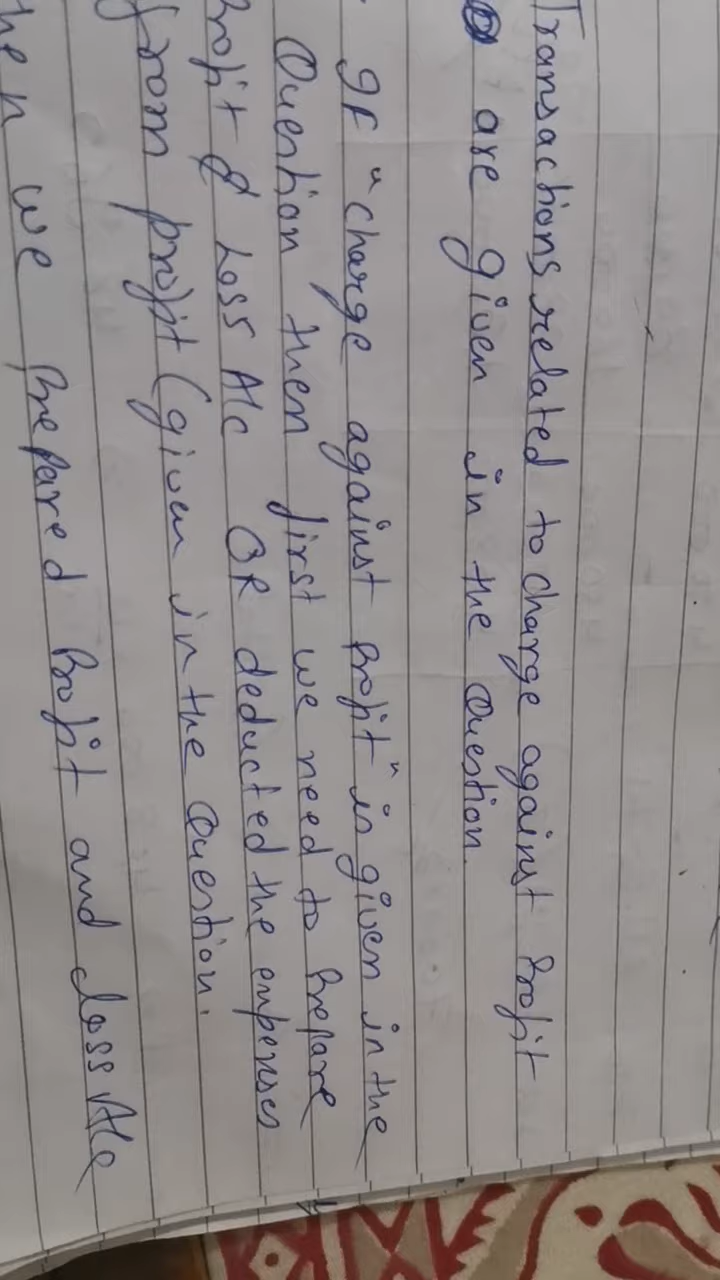 Transactions related to charge against Profit
are given in the Question.
If "charge against Profit" is given in the
Question then first we need to Prepare
Profit & Loss A/c OR deducted the expenses
from profit (given in the Question.
then we Prepared Profit and Loss A/c